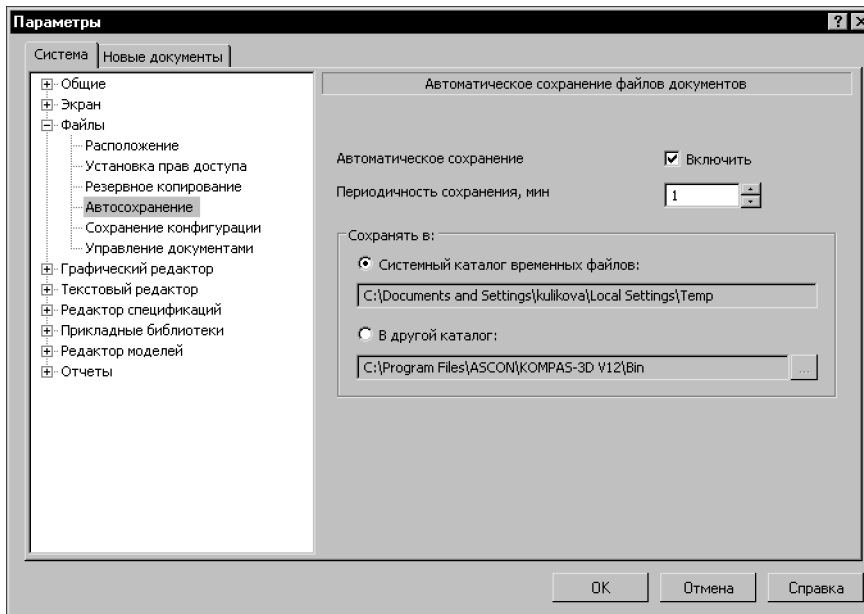 Параметры
Система Новые документы
Общие
Экран
Файлы
Расположение
Установка прав доступа
Резервное копирование
Автосохранение
Сохранение конфигурации
Управление документами
Графический редактор
Текстовый редактор
Редактор спецификаций
Прикладные библиотеки
Редактор моделей
Отчеты
Автоматическое сохранение файлов документов
Автоматическое сохранение Включить
Периодичность сохранения, мин 1
Сохранять в:
Системный каталог временных файлов:
C:\Documents and Settings\kulikova\Local Settings\Temp
В другой каталог:
C:\Program Files\ASCON\KOMPAS-3D V12\Bin
...
OK Отмена Справка